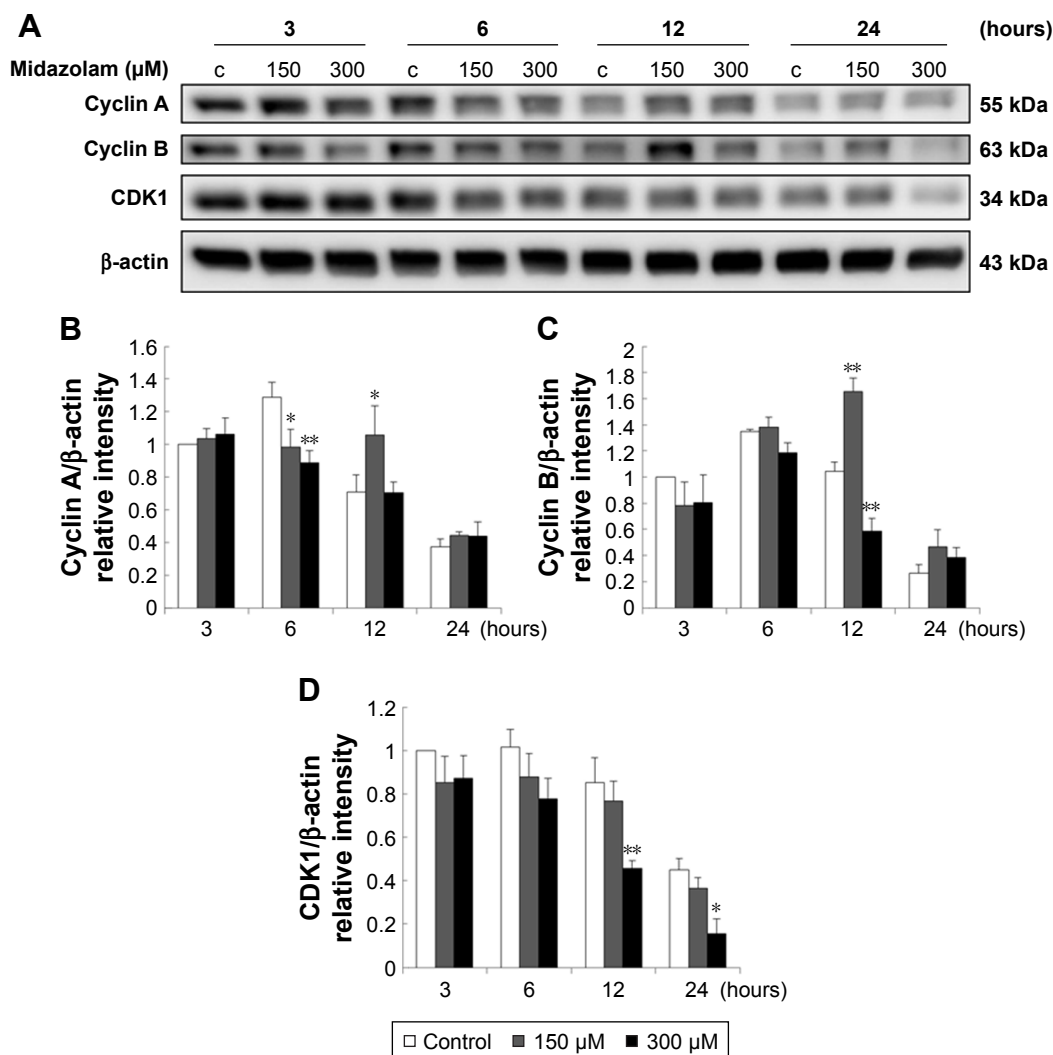 A
3 6 12 24 (hours)
Midazolam (µM) c 150 300 c 150 300 c 150 300 c 150 300
Cyclin A 55 kDa
Cyclin B 63 kDa
CDK1 34 kDa
β-actin 43 kDa
B
Cyclin A/β-actin
relative intensity
1.6
1.4
1.2
1
0.8
0.6
0.4
0.2
0
* ** *
3 6 12 24 (hours)
C
Cyclin B/β-actin
relative intensity
2
1.8
1.6
1.4
1.2
1
0.8
0.6
0.4
0.2
0
** **
3 6 12 24 (hours)
D
CDK1/β-actin
relative intensity
1.2
1
0.8
0.6
0.4
0.2
0
** *
3 6 12 24 (hours)
Control 150 µM 300 µM